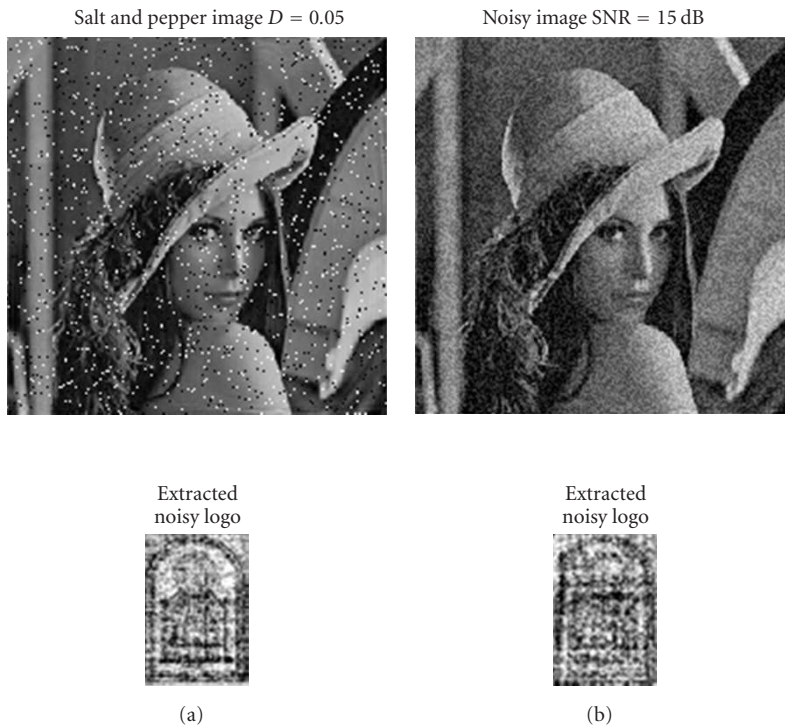 Salt and pepper image D = 0.05
Noisy image SNR = 15 dB
Extracted
noisy logo
Extracted
noisy logo
(a)
(b)